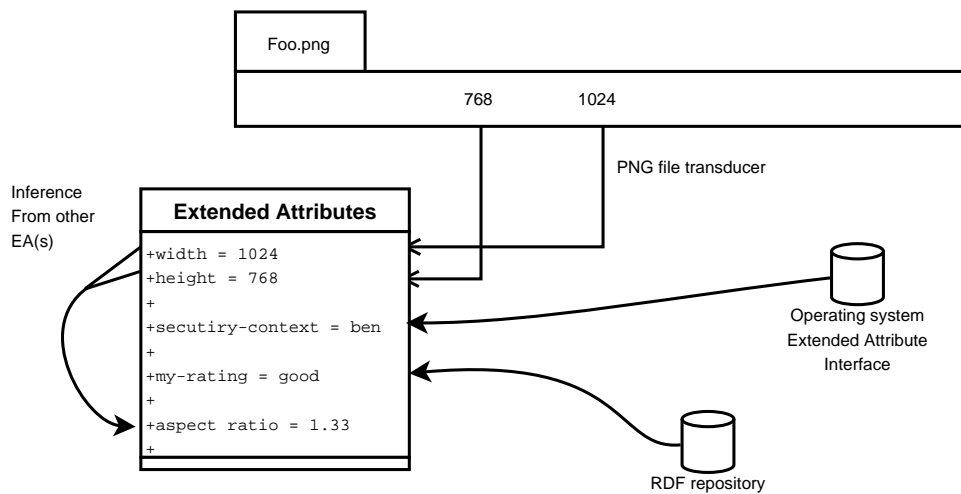 Foo.png
768 1024
PNG file transducer
Inference
From other
EA(s)
Extended Attributes
+width = 1024
+height = 768
+
+secutiry-context = ben
+
+my-rating = good
+
+aspect ratio = 1.33
+
Operating system
Extended Attribute
Interface
RDF repository